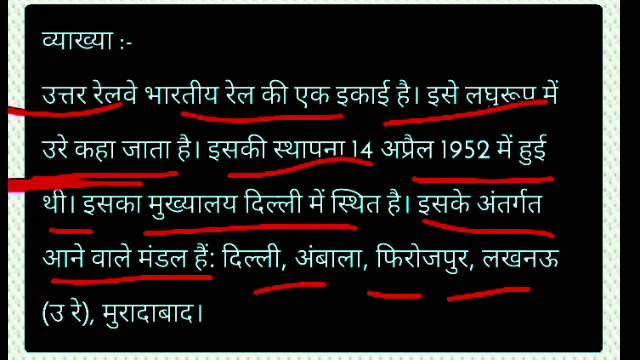 व्याख्या :-
उत्तर रेलवे भारतीय रेल की एक इकाई है। इसे लघुरूप में
उरे कहा जाता है। इसकी स्थापना 14 अप्रैल 1952 में हुई
थी। इसका मुख्यालय दिल्ली में स्थित है। इसके अंतर्गत
आने वाले मंडल हैं: दिल्ली, अंबाला, फिरोजपुर, लखनऊ
(उ रे), मुरादाबाद।